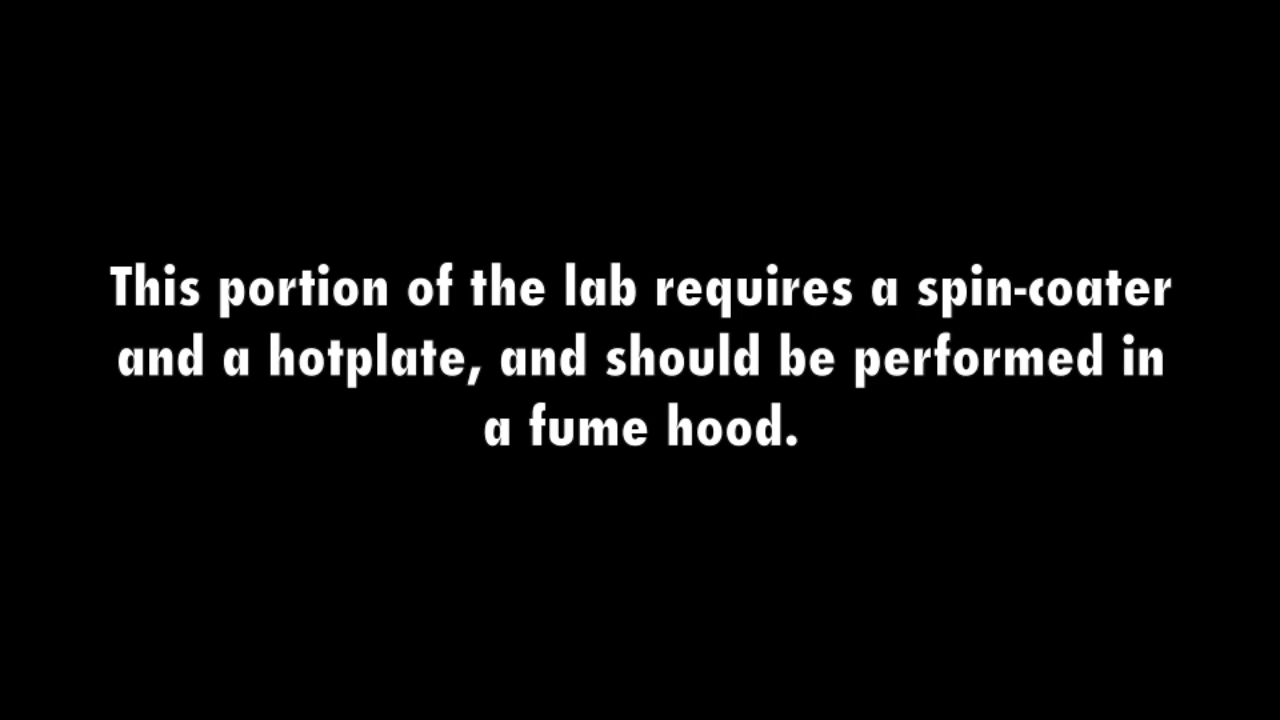 This portion of the lab requires a spin-coater
and a hotplate, and should be performed in
a fume hood.